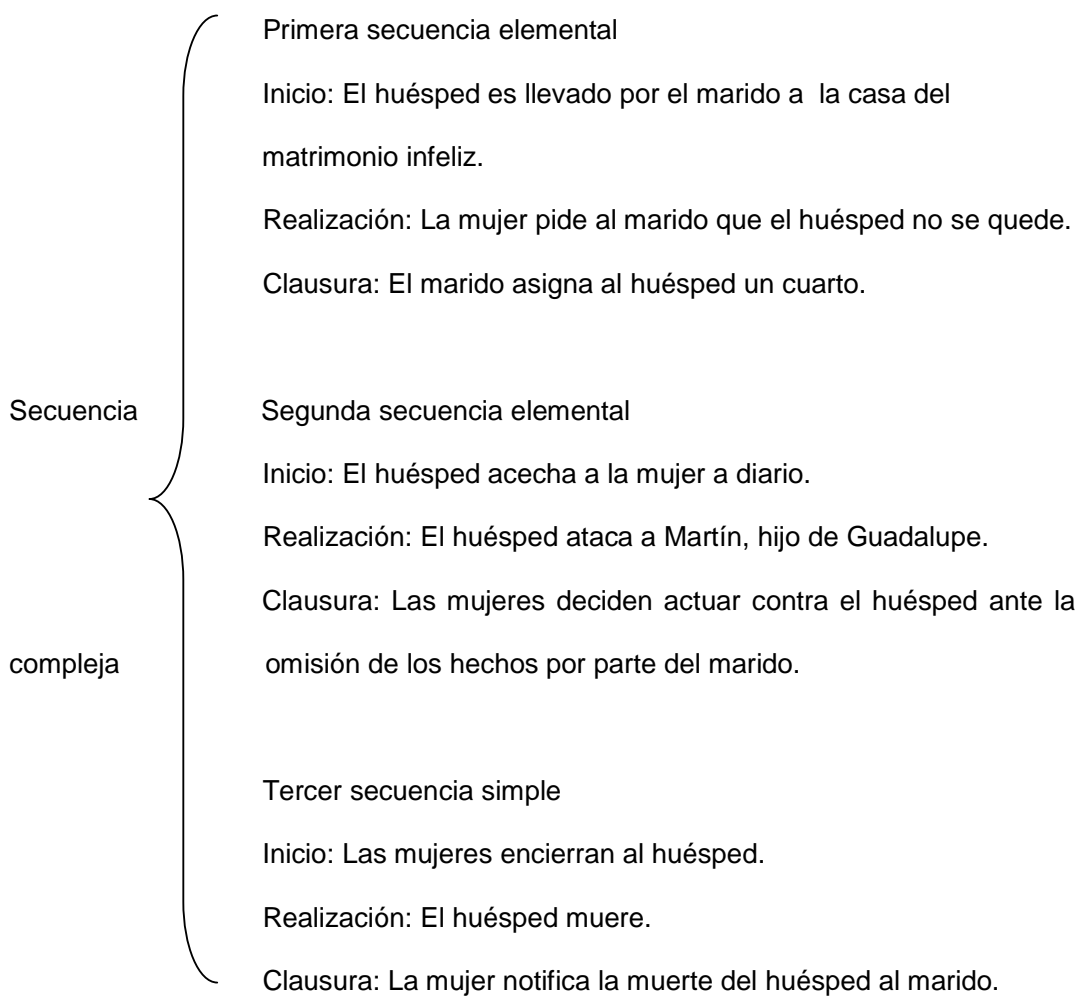 Primera secuencia elemental
Inicio: El huésped es llevado por el marido a la casa del
matrimonio infeliz.
Realización: La mujer pide al marido que el huésped no se quede.
Clausura: El marido asigna al huésped un cuarto.
Secuencia Segunda secuencia elemental
Inicio: El huésped acecha a la mujer a diario.
Realización: El huésped ataca a Martín, hijo de Guadalupe.
Clausura: Las mujeres deciden actuar contra el huésped ante la
compleja omisión de los hechos por parte del marido.
Tercer secuencia simple
Inicio: Las mujeres encierran al huésped.
Realización: El huésped muere.
Clausura: La mujer notifica la muerte del huésped al marido.